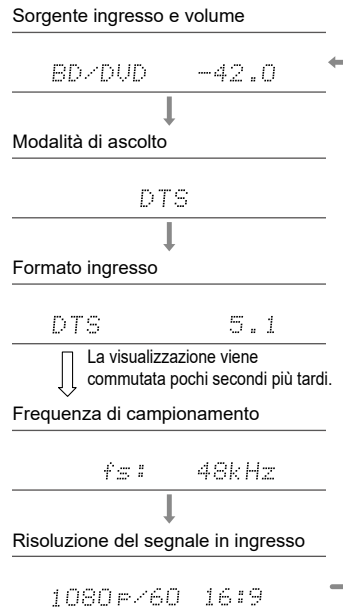 Sorgente ingresso e volume
BD/DVD -42.0
Modalità di ascolto
DTS
Formato ingresso
DTS 5.1
La visualizzazione viene
commutata pochi secondi più tardi.
Frequenza di campionamento
fs: 48kHz
Risoluzione del segnale in ingresso
1080p/60 16:9